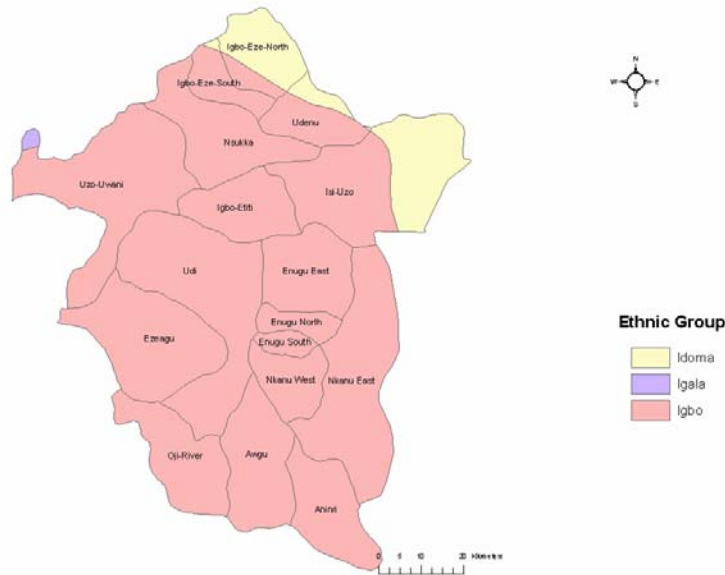 Igbo-Eze-North
Igbo-Eze-South
Udenu
Nsukka
Uzo-Uwani
Isi-Uzo
Igbo-Etiti
Udi
Enugu East
Enugu North
Ezeagu
Enugu South
Nkanu West
Nkanu East
Oji-River
Awgu
Aninri
N
W
E
S
Ethnic Group
Idoma
Igala
Igbo
0 5 10 20
Kilometers